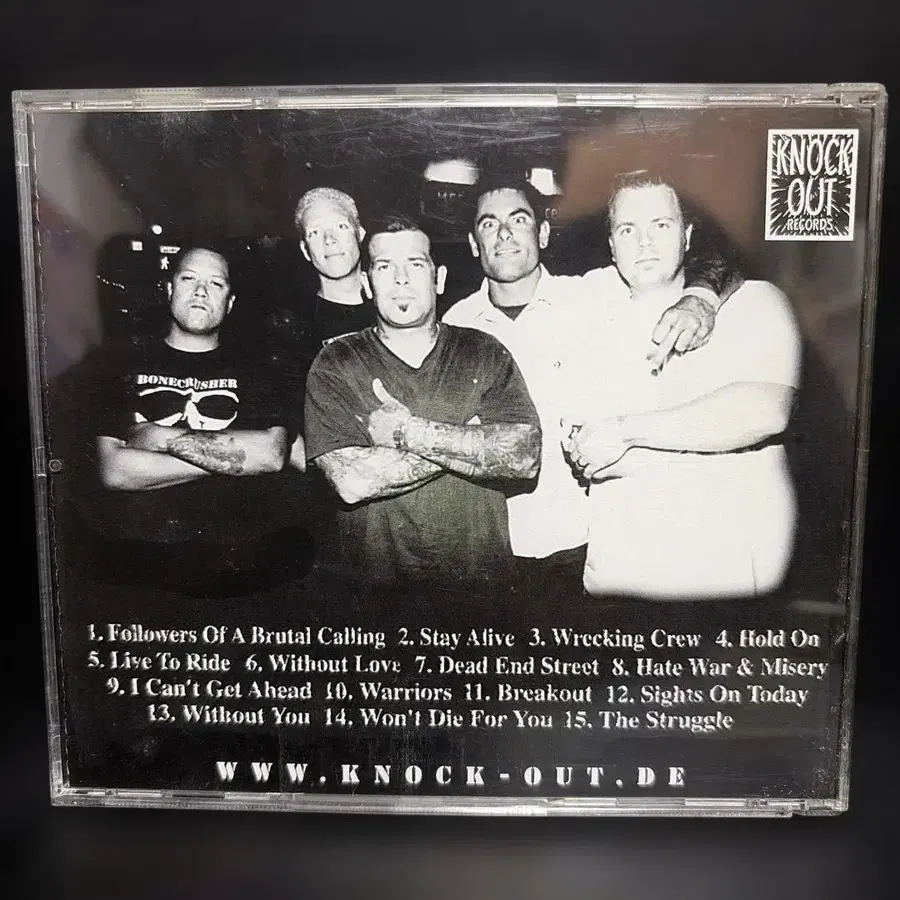 KNOCK
OUT
RECORDS
BONECRUSHER
1. Followers Of A Brutal Calling 2. Stay Alive 3. Wrecking Crew 4. Hold On
5. Live To Ride 6. Without Love 7. Dead End Street 8. Hate War & Misery
9. I Can't Get Ahead 10. Warriors 11. Breakout 12. Sights On Today
13. Without You 14. Won't Die For You 15. The Struggle
WWW.KNOCK-OUT.DE